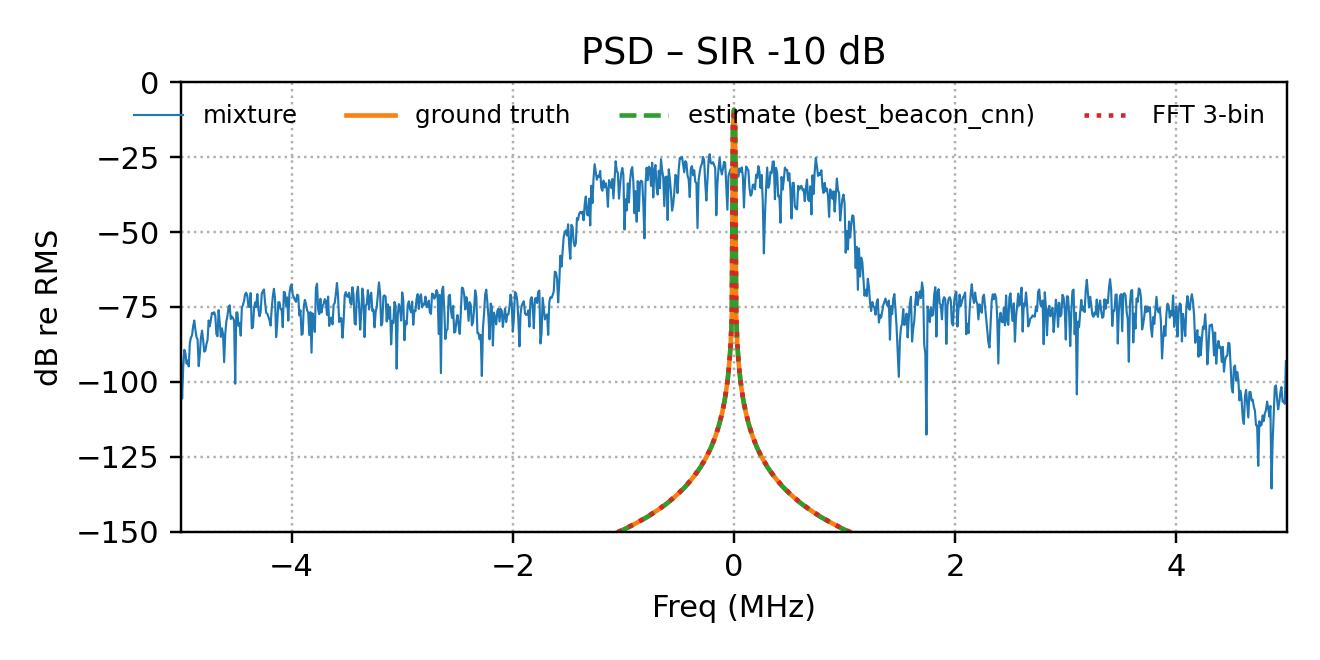 PSD – SIR -10 dB
mixture ground truth estimate (best_beacon_cnn) FFT 3-bin
0
−25
−50
−75
−100
−125
−150
dB re RMS
−4 −2 0 2 4
Freq (MHz)